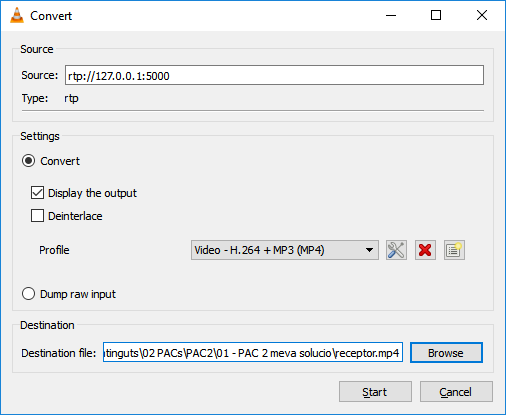 Convert
Source
Source: rtp://127.0.0.1:5000
Type: rtp
Settings
Convert
Display the output
Deinterlace
Profile Video - H.264 + MP3 (MP4)
Dump raw input
Destination
Destination file: atinguts\02 PACs\PAC2\01 - PAC 2 meva solucio\receptor.mp4 Browse
Start Cancel